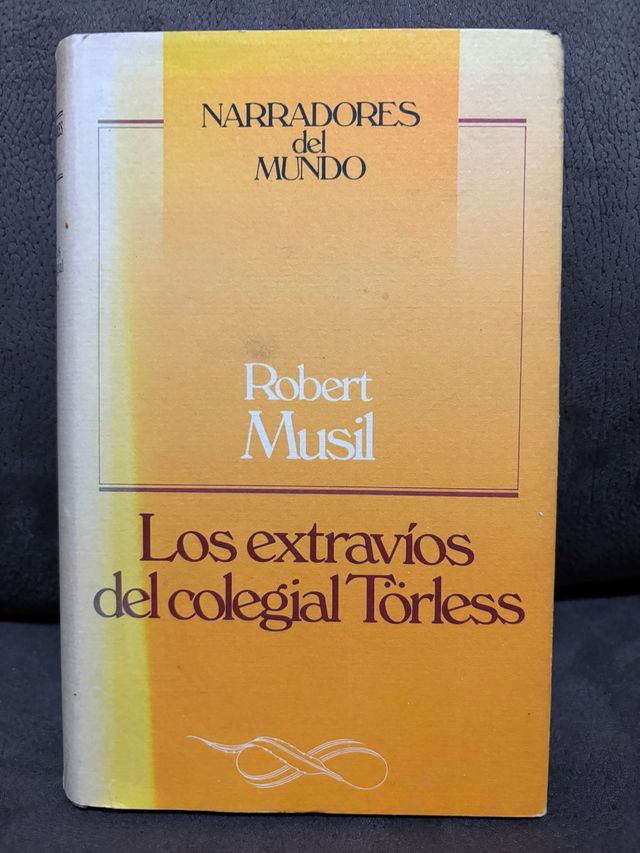 NARRADORES
del
MUNDO
Robert
Musil
Los extravíos
del colegial Törless